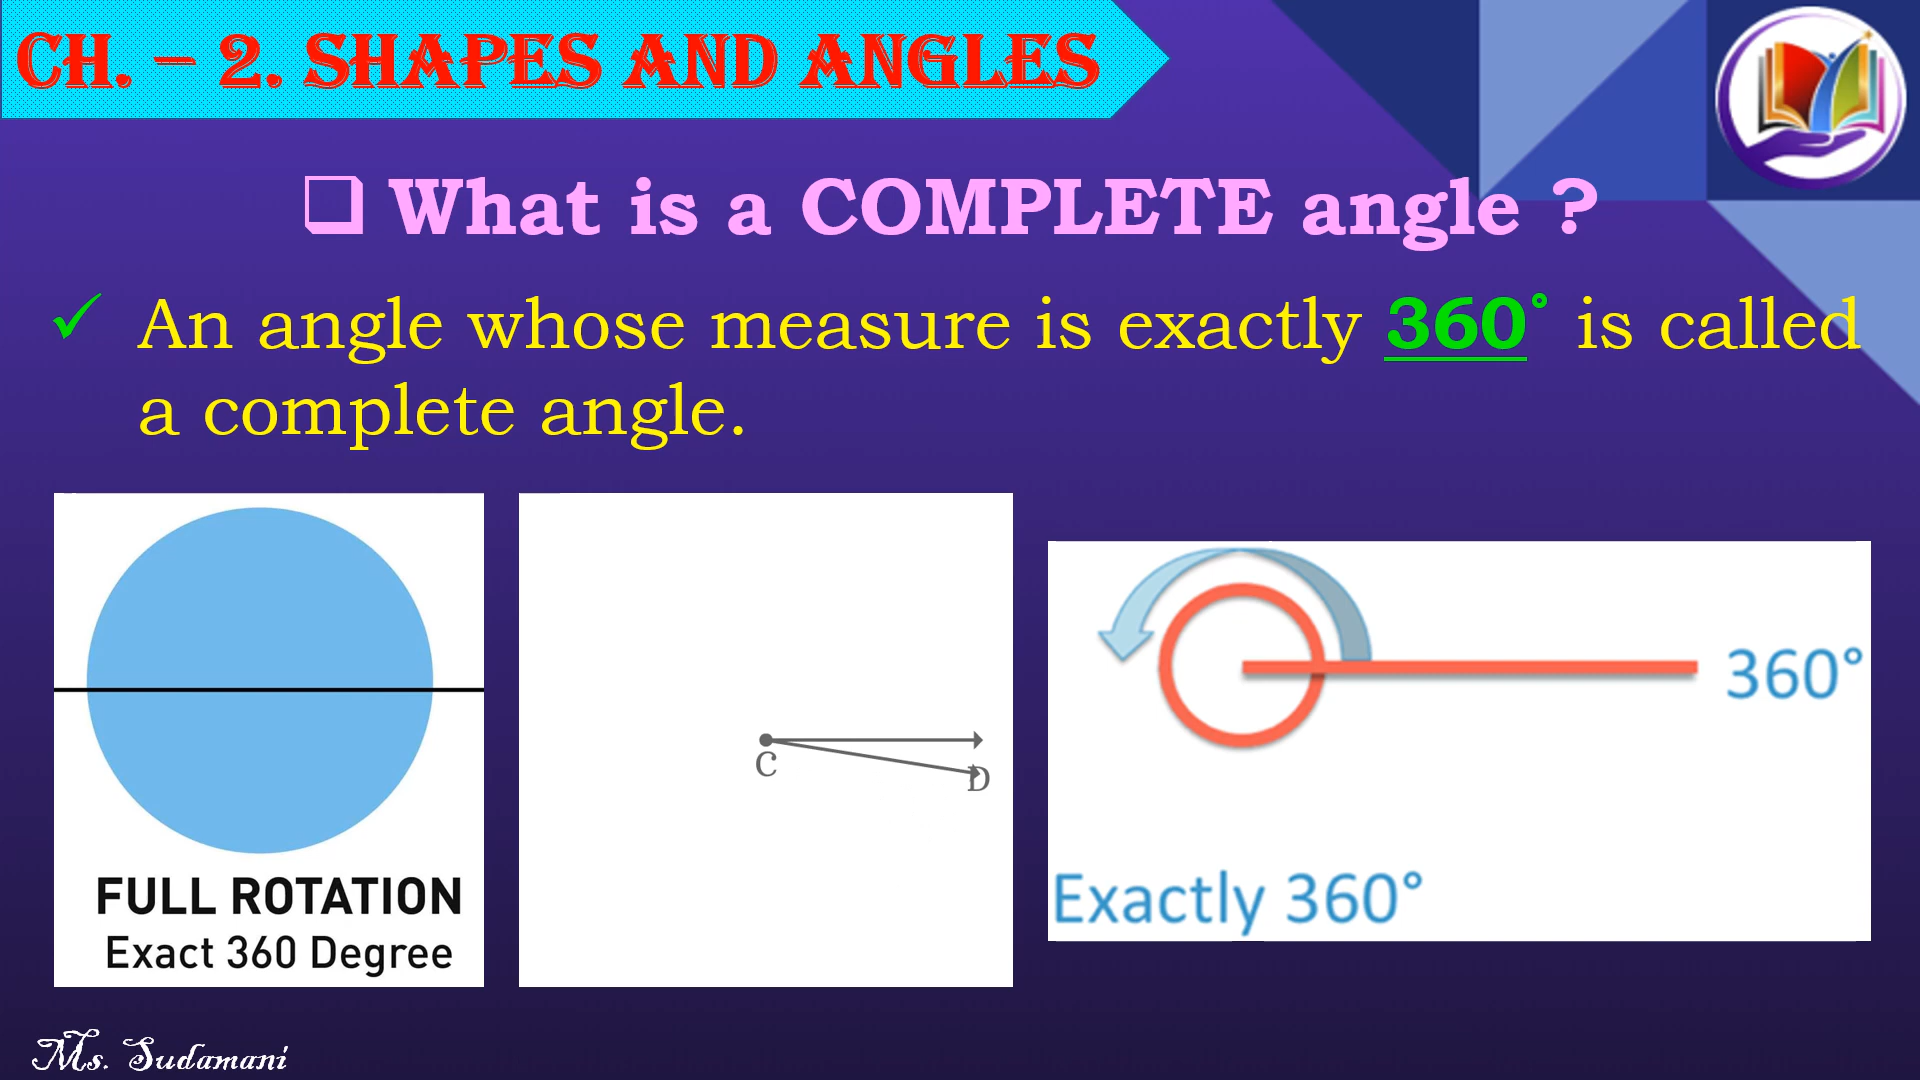 CH. – 2. SHAPES AND ANGLES
What is a COMPLETE angle ?
An angle whose measure is exactly 360° is called
a complete angle.
FULL ROTATION
Exact 360 Degree
C
D
360°
Exactly 360°
Ms. Sudamani